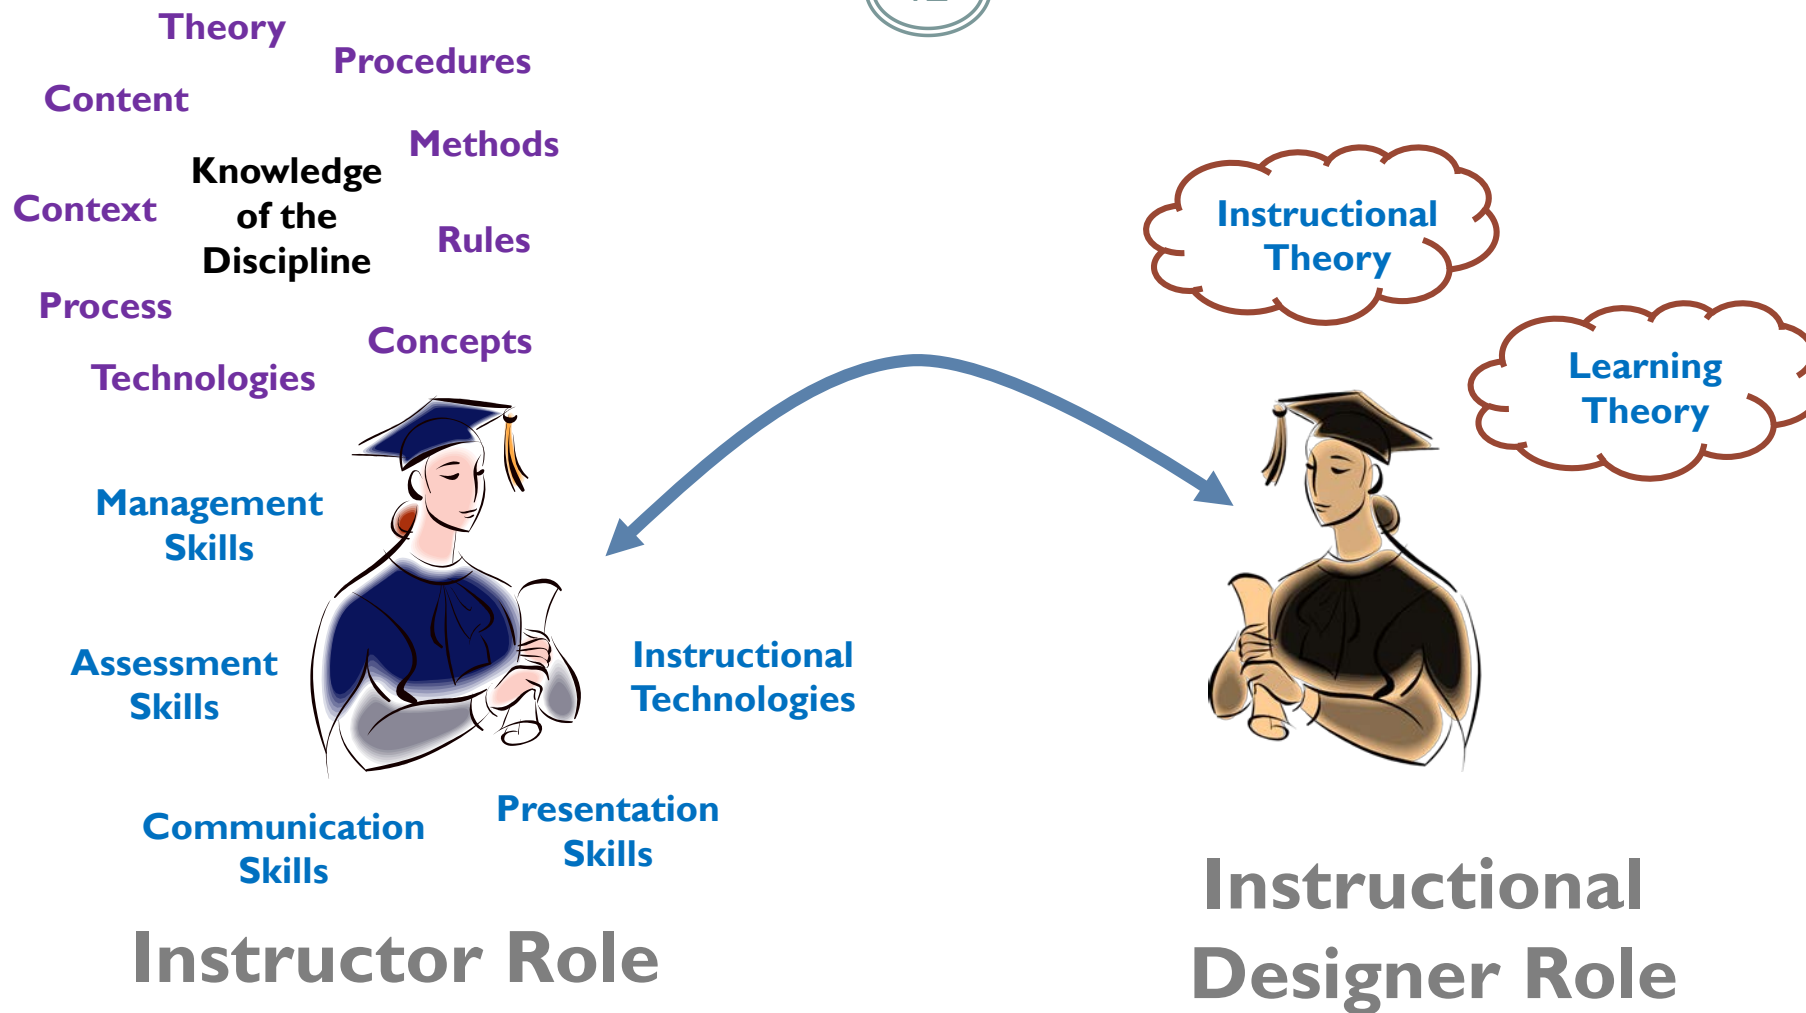 Theory
Procedures
Content
Methods
Knowledge
of the
Discipline
Context
Rules
Process
Concepts
Technologies
Management
Skills
Assessment
Skills
Instructional
Technologies
Communication
Skills
Presentation
Skills
Instructor Role
Instructional
Theory
Learning
Theory
Instructional
Designer Role